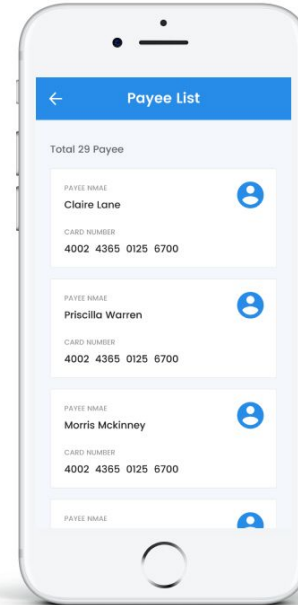 Payee List
Total 29 Payee
PAYEE NMAE
Claire Lane
CARD NUMBER
4002 4365 0125 6700
PAYEE NMAE
Priscilla Warren
CARD NUMBER
4002 4365 0125 6700
PAYEE NMAE
Morris Mckinney
CARD NUMBER
4002 4365 0125 6700
PAYEE NMAE